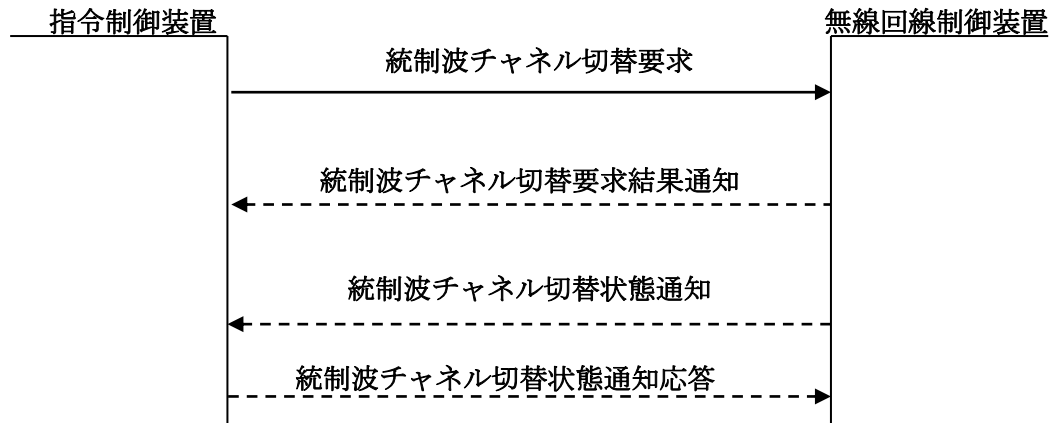 指令制御装置
無線回線制御装置
統制波チャネル切替要求
統制波チャネル切替要求結果通知
統制波チャネル切替状態通知
統制波チャネル切替状態通知応答